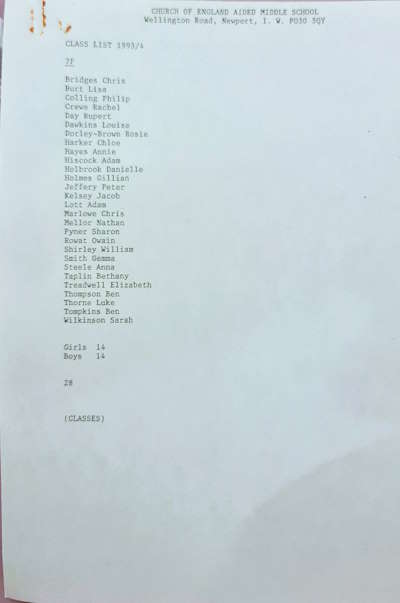 CHURCH OF ENGLAND AIDED MIDDLE SCHOOL
Wellington Road, Newport, I. W. PO30 5QY
CLASS LIST 1993/4
Bridges Chris
Burt Lisa
Colling Philip
Crewe Rachel
Day Rupert
Dawkins Louise
Dorley-Brown Rosie
Harker Chloe
Hayes Annie
Hiscock Adam
Holbrook Danielle
Holmes Gillian
Jeffery Peter
Kelsey Jacob
Lott Adam
Marlowe Chris
Mellor Nathan
Pyner Sharon
Rowat Owain
Shirley William
Smith Gemma
Steele Anna
Taplin Bethany
Treadwell Elizabeth
Thompson Ben
Thorne Luke
Tompkins Ben
Wilkinson Sarah
Girls 14
Boys 14
28
(CLASSES)